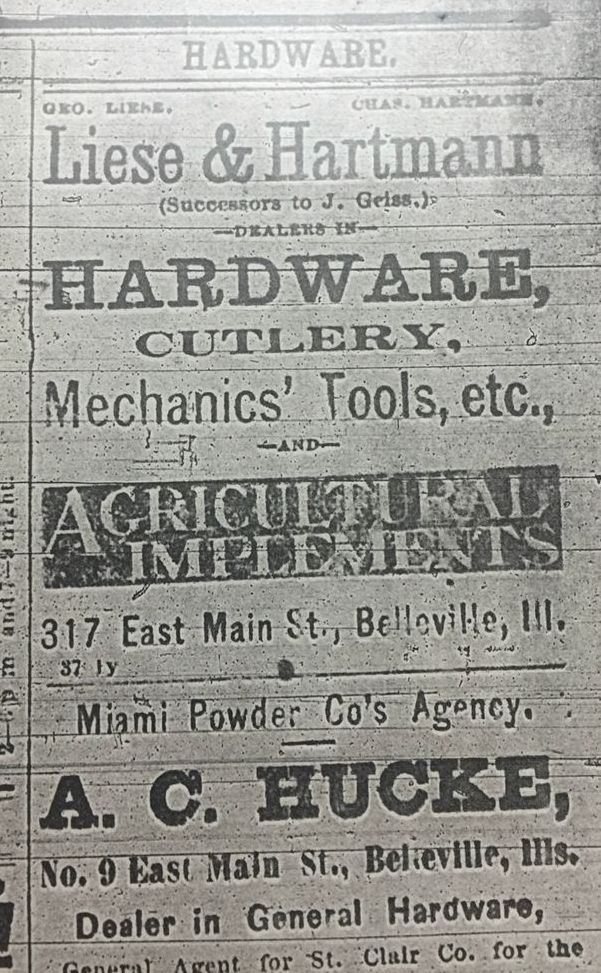 HARDWARE.
GEO. LIESE. CHAS. HARTMANN.
Liese & Hartmann
(Successors to J. Geiss,)
—DEALERS IN—
HARDWARE,
CUTLERY,
Mechanics' Tools, etc.,
—AND—
AGRICULTURAL
IMPLEMENTS
317 East Main St., Belleville, Ill.
37 ly
Miami Powder Co's Agency.
A. C. HUCKE,
No. 9 East Main St., Belleville, Ills.
Dealer in General Hardware,
General Agent for St. Clair Co. for the